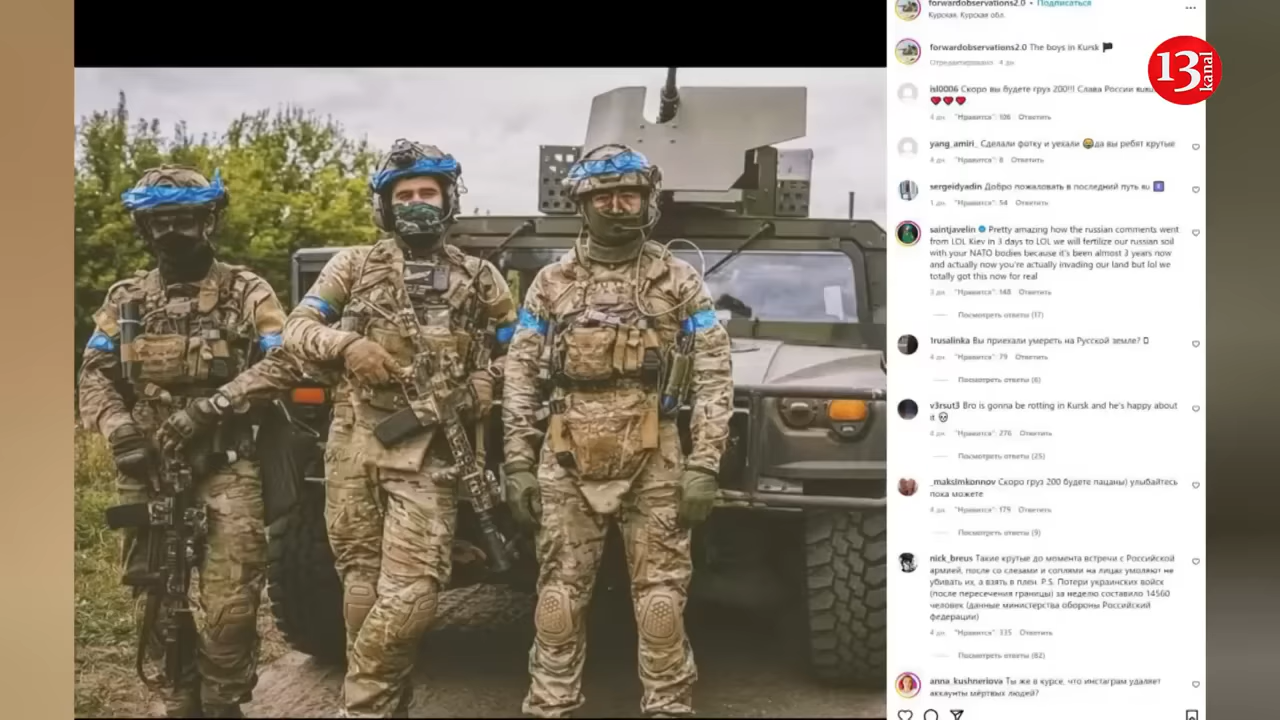 forwardobservations2.0 • Подписаться
Курская, Курская обл.
forwardobservations2.0 The boys in Kursk
Отредактировано · 4 дн.
13 kanal
isl0006 Скоро вы будете груз 200!!! Слава России
4 дн. "Нравится": 106 Ответить
yang_amiri_ Сделали фотку и уехали да вы ребят крутые
4 дн. "Нравится": 8 Ответить
sergeidyadin Добро пожаловать в последний путь
1 дн. "Нравится": 54 Ответить
saintjavelin Pretty amazing how the russian comments went
from LOL Kiev in 3 days to LOL we will fertilize our russian soil
with your NATO bodies because it's been almost 3 years now
and actually now you're actually invading our land but lol we
totally got this now for real
3 дн. "Нравится": 148 Ответить
Посмотреть ответы (17)
1rusalinka Вы приехали умереть на Русской земле?
4 дн. "Нравится": 79 Ответить
Посмотреть ответы (6)
v3rsut3 Bro is gonna be rotting in Kursk and he's happy about
it
4 дн. "Нравится": 276 Ответить
Посмотреть ответы (25)
_maksimkonnov Скоро груз 200 будете пацаны) улыбайтесь
пока можете
4 дн. "Нравится": 179 Ответить
Посмотреть ответы (9)
nick_breus Такие крутые до момента встречи с Российской
армией, после со слезами и соплями на лицах умоляют не
убивать их, а взять в плен. P.S. Потери украинских войск
(после пересечения границы) за неделю составило 14560
человек (данные министерства обороны Российский
федерации)
4 дн. "Нравится": 335 Ответить
Посмотреть ответы (82)
anna_kushneriova Ты же в курсе, что инстаграм удаляет
аккаунты мёртвых людей?